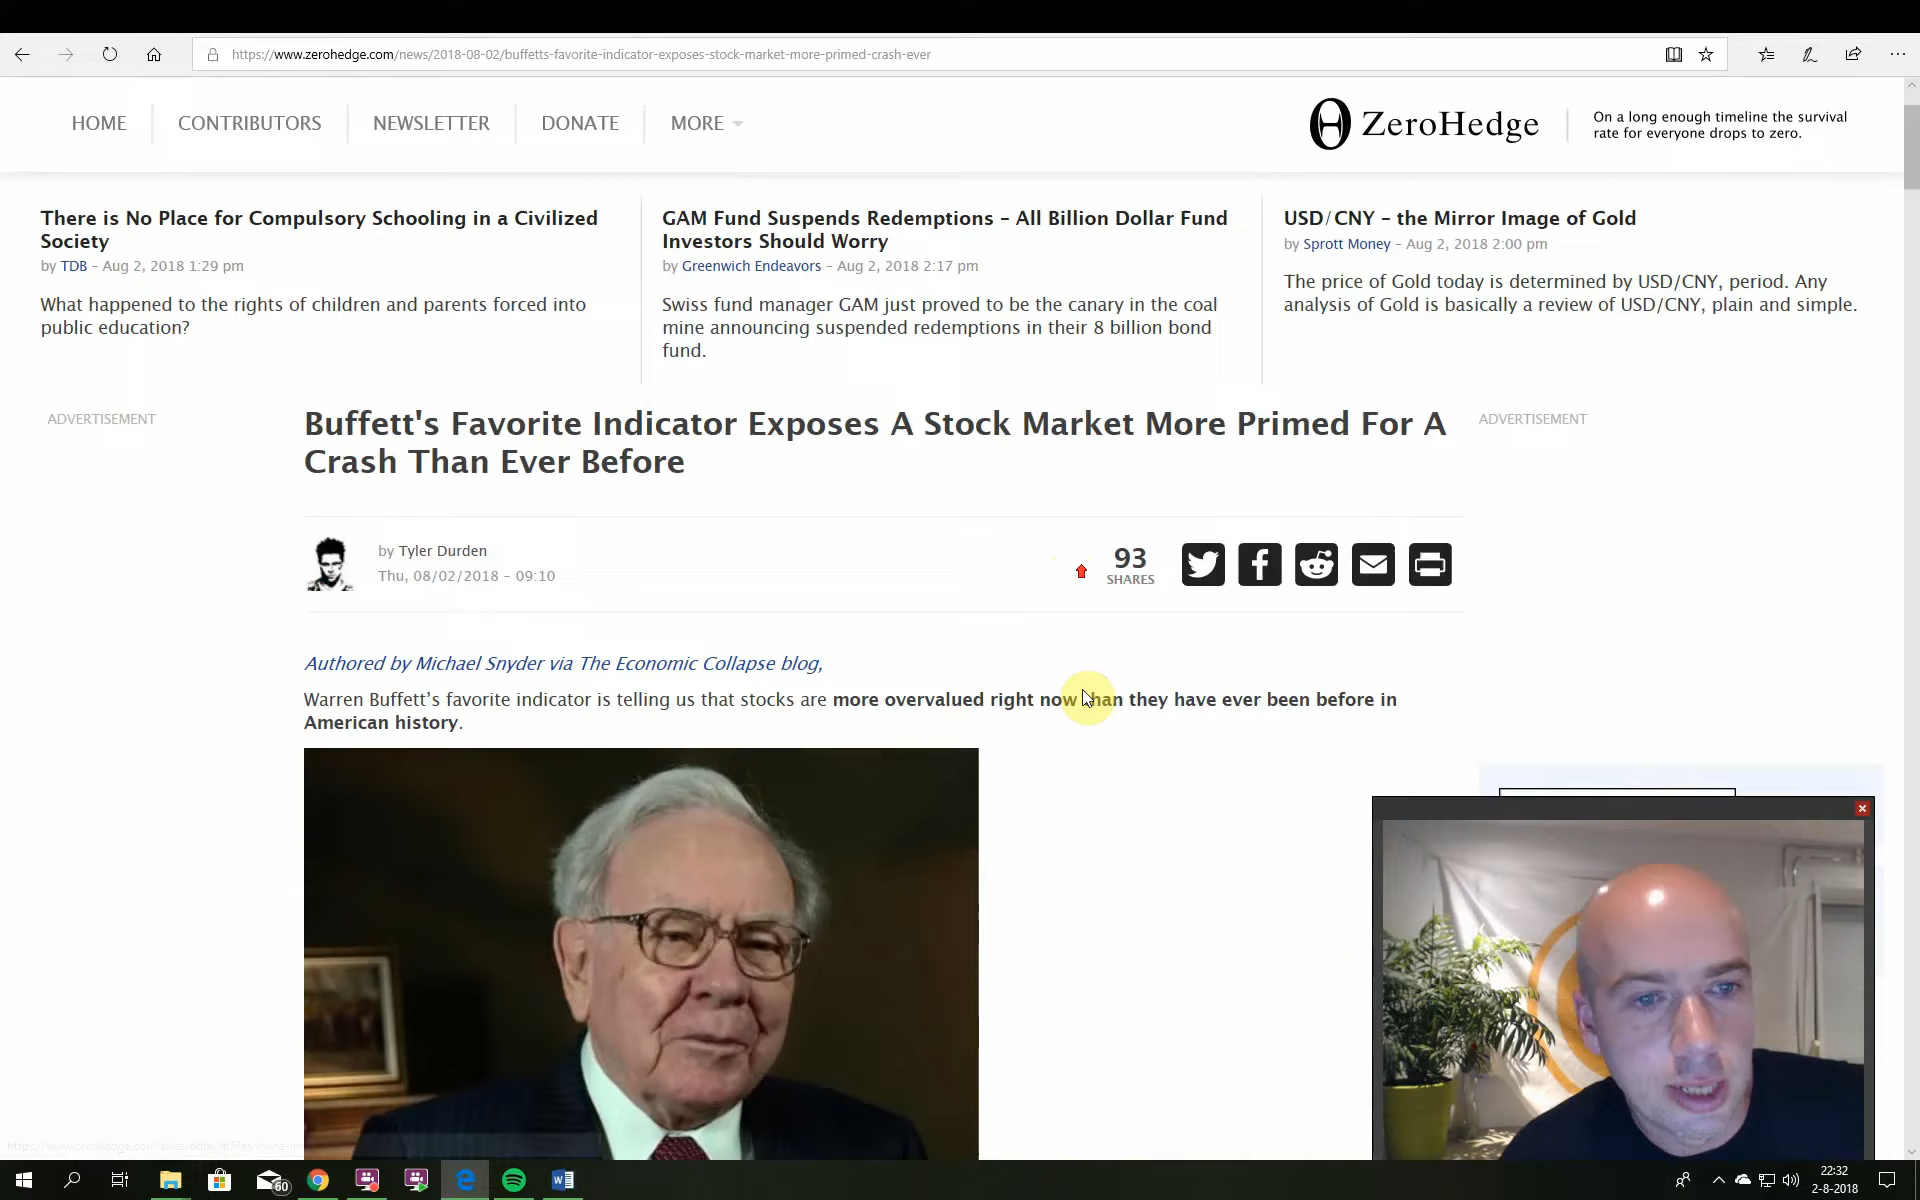 https://www.zerohedge.com/news/2018-08-02/buffetts-favorite-indicator-exposes-stock-market-more-primed-crash-ever
HOME
CONTRIBUTORS
NEWSLETTER
DONATE
MORE
ZeroHedge
On a long enough timeline the survival
rate for everyone drops to zero.
There is No Place for Compulsory Schooling in a Civilized
Society
by TDB – Aug 2, 2018 1:29 pm
What happened to the rights of children and parents forced into
public education?
GAM Fund Suspends Redemptions – All Billion Dollar Fund
Investors Should Worry
by Greenwich Endeavors – Aug 2, 2018 2:17 pm
Swiss fund manager GAM just proved to be the canary in the coal
mine announcing suspended redemptions in their 8 billion bond
fund.
USD/CNY – the Mirror Image of Gold
by Sprott Money – Aug 2, 2018 2:00 pm
The price of Gold today is determined by USD/CNY, period. Any
analysis of Gold is basically a review of USD/CNY, plain and simple.
ADVERTISEMENT
Buffett's Favorite Indicator Exposes A Stock Market More Primed For A
Crash Than Ever Before
ADVERTISEMENT
by Tyler Durden
Thu, 08/02/2018 – 09:10
93
SHARES
Authored by Michael Snyder via The Economic Collapse blog,
Warren Buffett's favorite indicator is telling us that stocks are more overvalued right now than they have ever been before in
American history.
60
22:32
2-8-2018